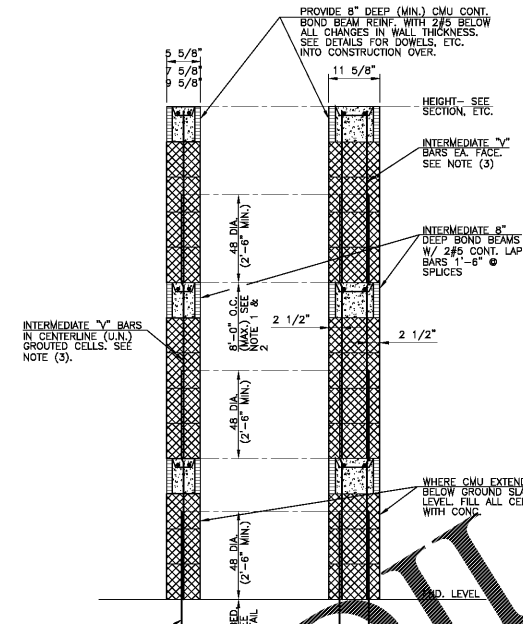 PROVIDE 8" DEEP (MIN.) CMU CONT.
BOND BEAM REINF. WITH 2#5 BELOW
ALL CHANGES IN WALL THICKNESS.
SEE DETAILS FOR DOWELS, ETC.
INTO CONSTRUCTION OVER.
5 5/8"
7 5/8"
9 5/8"
11 5/8"
HEIGHT- SEE
SECTION, ETC.
INTERMEDIATE "V"
BARS EA. FACE.
SEE NOTE (3)
48 DIA.
(2'-6" MIN.)
INTERMEDIATE 8"
DEEP BOND BEAMS
W/ 2#5 CONT. LAP
BARS 1'-6" @
SPLICES
8'-0" O.C.
(MAX.) SEE
NOTE 1 &
2
2 1/2"
2 1/2"
INTERMEDIATE "V" BARS
IN CENTERLINE (U.N.)
GROUTED CELLS. SEE
NOTE (3).
48 DIA.
(2'-6" MIN.)
WHERE CMU EXTEND
BELOW GROUND SLA
LEVEL. FILL ALL CE
WITH CONC.
48 DIA.
(2'-6" MIN.)
LEVEL